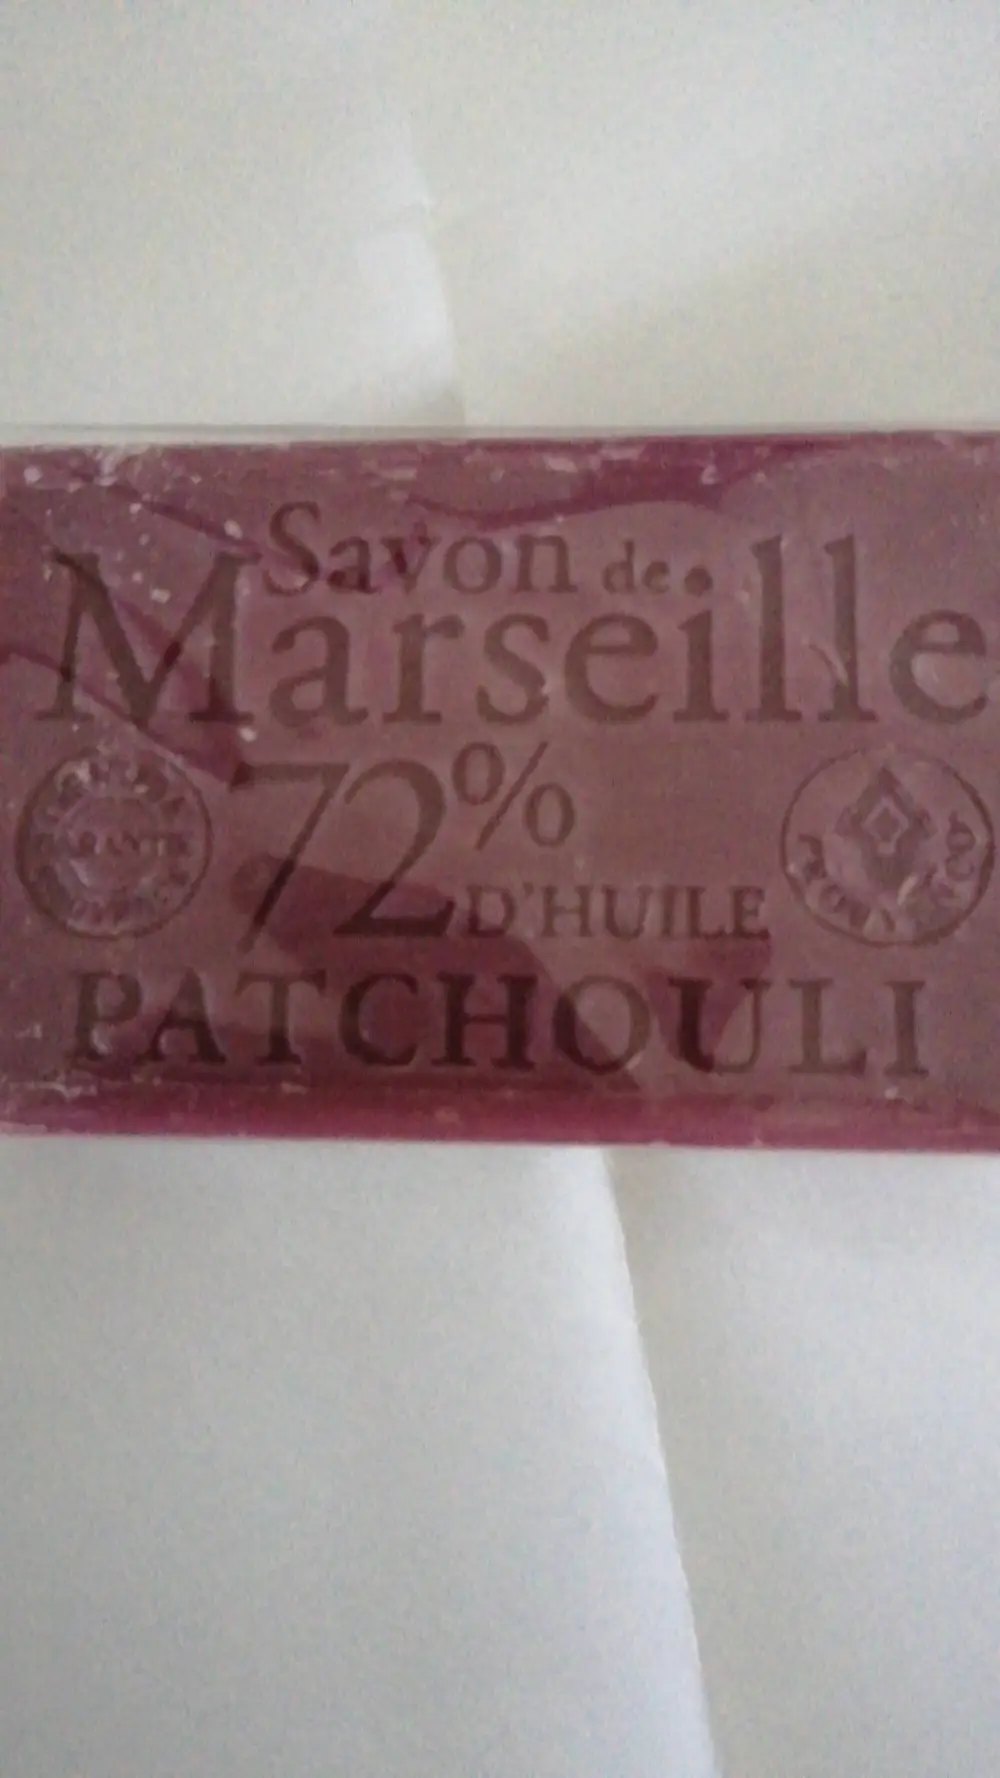 Savon de
Marseille
72%
D'HUILE
PATCHOULI